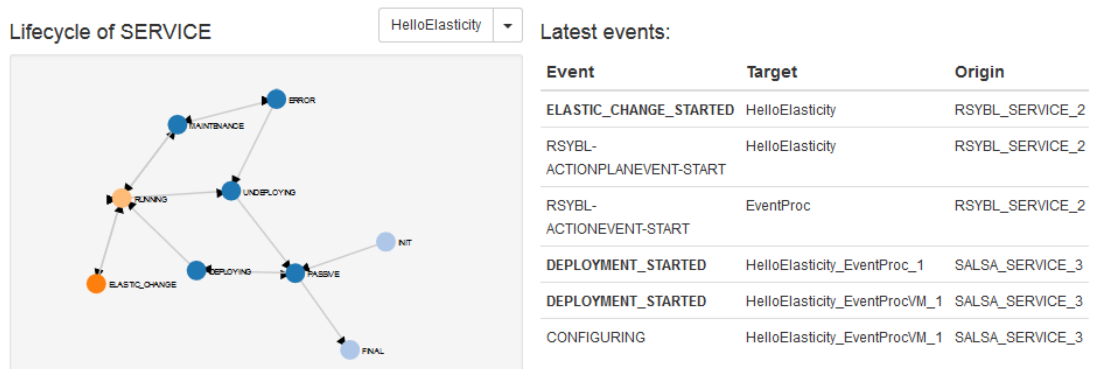 Lifecycle of SERVICE
HelloElasticity
ERROR
MAINTENANCE
UNDEPLOYING
RUNNING
INIT
DEPLOYING
PASSIVE
ELASTIC_CHANGE
FINAL
Latest events:
Event Target Origin
ELASTIC_CHANGE_STARTED HelloElasticity RSYBL_SERVICE_2
RSYBL- HelloElasticity RSYBL_SERVICE_2
ACTIONPLANEVENT-START
RSYBL- EventProc RSYBL_SERVICE_2
ACTIONEVENT-START
DEPLOYMENT_STARTED HelloElasticity_EventProc_1 SALSA_SERVICE_3
DEPLOYMENT_STARTED HelloElasticity_EventProcVM_1 SALSA_SERVICE_3
CONFIGURING HelloElasticity_EventProcVM_1 SALSA_SERVICE_3